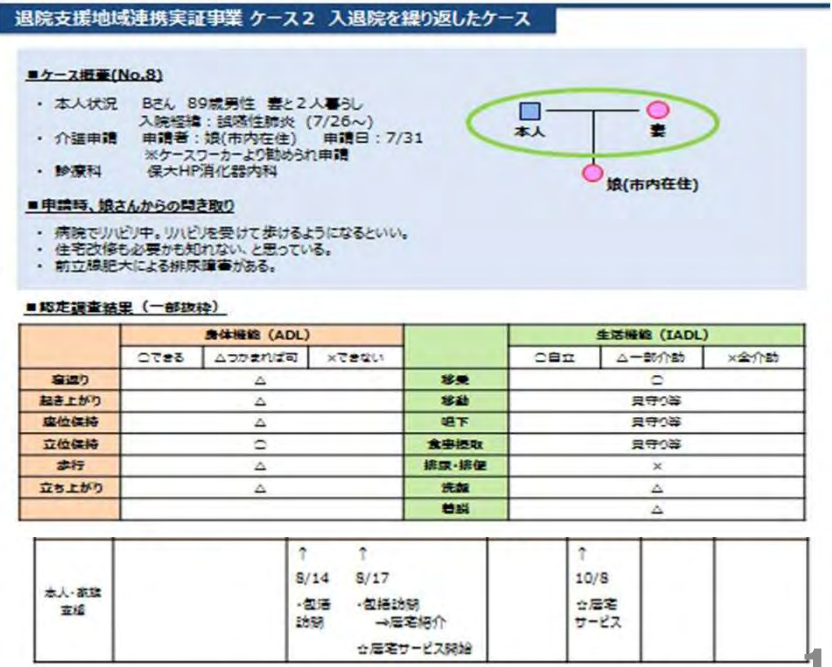 退院支援地域連携実証事業 ケース2 入退院を繰り返したケース
■ケース概要(No.8)
・ 本人状況 Bさん 89歳男性 妻と2人暮らし
入院経緯：誤嚥性肺炎 (7/26～)
・ 介護申請 申請者：娘(市内在住) 申請日：7/31
※ケースワーカーより勧められ申請
・ 診療科 保大HP消化器内科
本人
妻
娘(市内在住)
■申請時、娘さんからの聞き取り
・ 病院でリハビリ中。リハビリを受けて歩けるようになるといい。
・ 住宅改修も必要かも知れない、と思っている。
・ 前立腺肥大による排尿障害がある。
■認定調査結果（一部抜粋）
身体機能（ADL） 生活機能（IADL）
○できる △つかまれば可 ×できない ○自立 △一部介助 ×全介助
寝返り △ 移乗 ○
起き上がり △ 移動 見守り等
座位保持 △ 嚥下 見守り等
立位保持 ○ 食事摂取 見守り等
歩行 △ 排尿・排便 ×
立ち上がり △ 洗顔 △
着脱 △
本人・家族
支援
↑
8/14
・包括
訪問
↑
8/17
・包括訪問
→居宅紹介
☆居宅サービス開始
↑
10/8
☆居宅
サービス
1